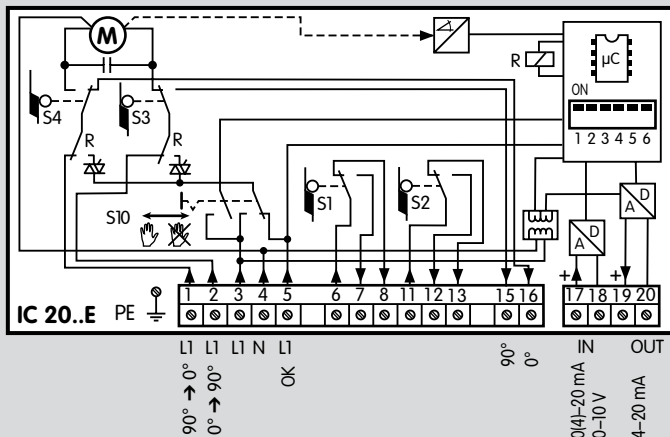 M
R
µC
ON
1 2 3 4 5 6
S4
S3
R
R
S1
S2
S10
A D
A D
+
+
1 2 3 4 5 6 7 8 11 12 13 15 16 17 18 19 20
IC 20..E PE
L1 L1 L1 N L1
90° → 0°
0° → 90°
OK
90°
0°
IN
OUT
0(4)–20 mA
0–10 V
4–20 mA